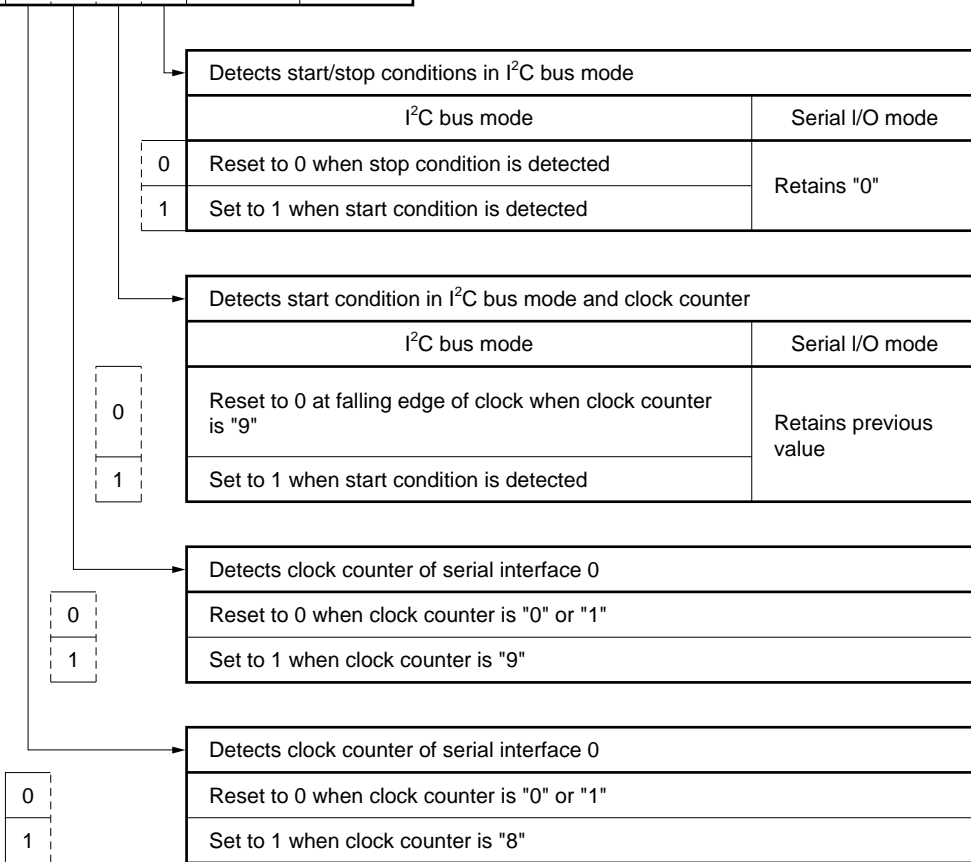 Detects start/stop conditions in I²C bus mode
I²C bus mode Serial I/O mode
0 Reset to 0 when stop condition is detected
Retains "0"
1 Set to 1 when start condition is detected
Detects start condition in I²C bus mode and clock counter
I²C bus mode Serial I/O mode
0 Reset to 0 at falling edge of clock when clock counter
is "9"
Retains previous
value
1 Set to 1 when start condition is detected
Detects clock counter of serial interface 0
0 Reset to 0 when clock counter is "0" or "1"
1 Set to 1 when clock counter is "9"
Detects clock counter of serial interface 0
0 Reset to 0 when clock counter is "0" or "1"
1 Set to 1 when clock counter is "8"